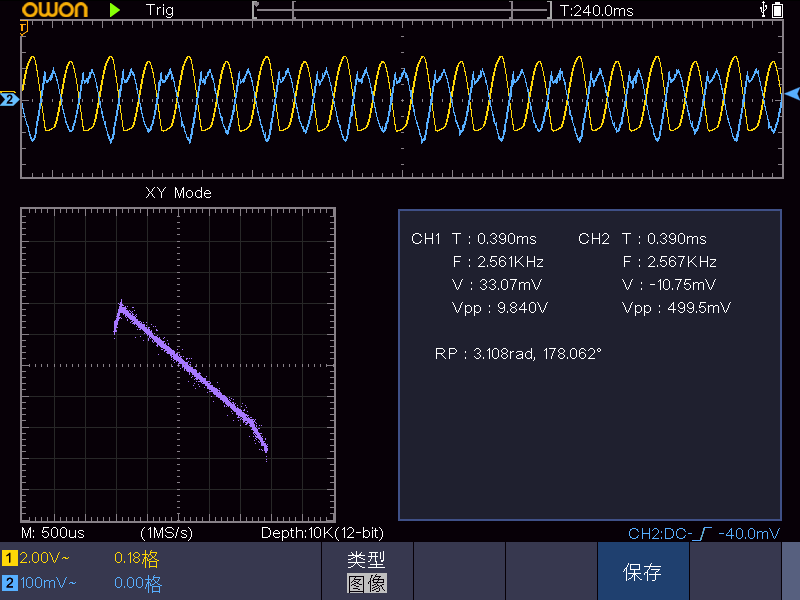 OWON Trig T:240.0ms
T
2
XY Mode
CH1 T : 0.390ms CH2 T : 0.390ms
F : 2.561KHz F : 2.567KHz
V : 33.07mV V : -10.75mV
Vpp : 9.840V Vpp : 499.5mV
RP : 3.108rad, 178.062°
M: 500us (1MS/s) Depth:10K(12-bit) CH2:DC- -40.0mV
1 2.00V~ 0.18格 类型
2 100mV~ 0.00格 图像 保存